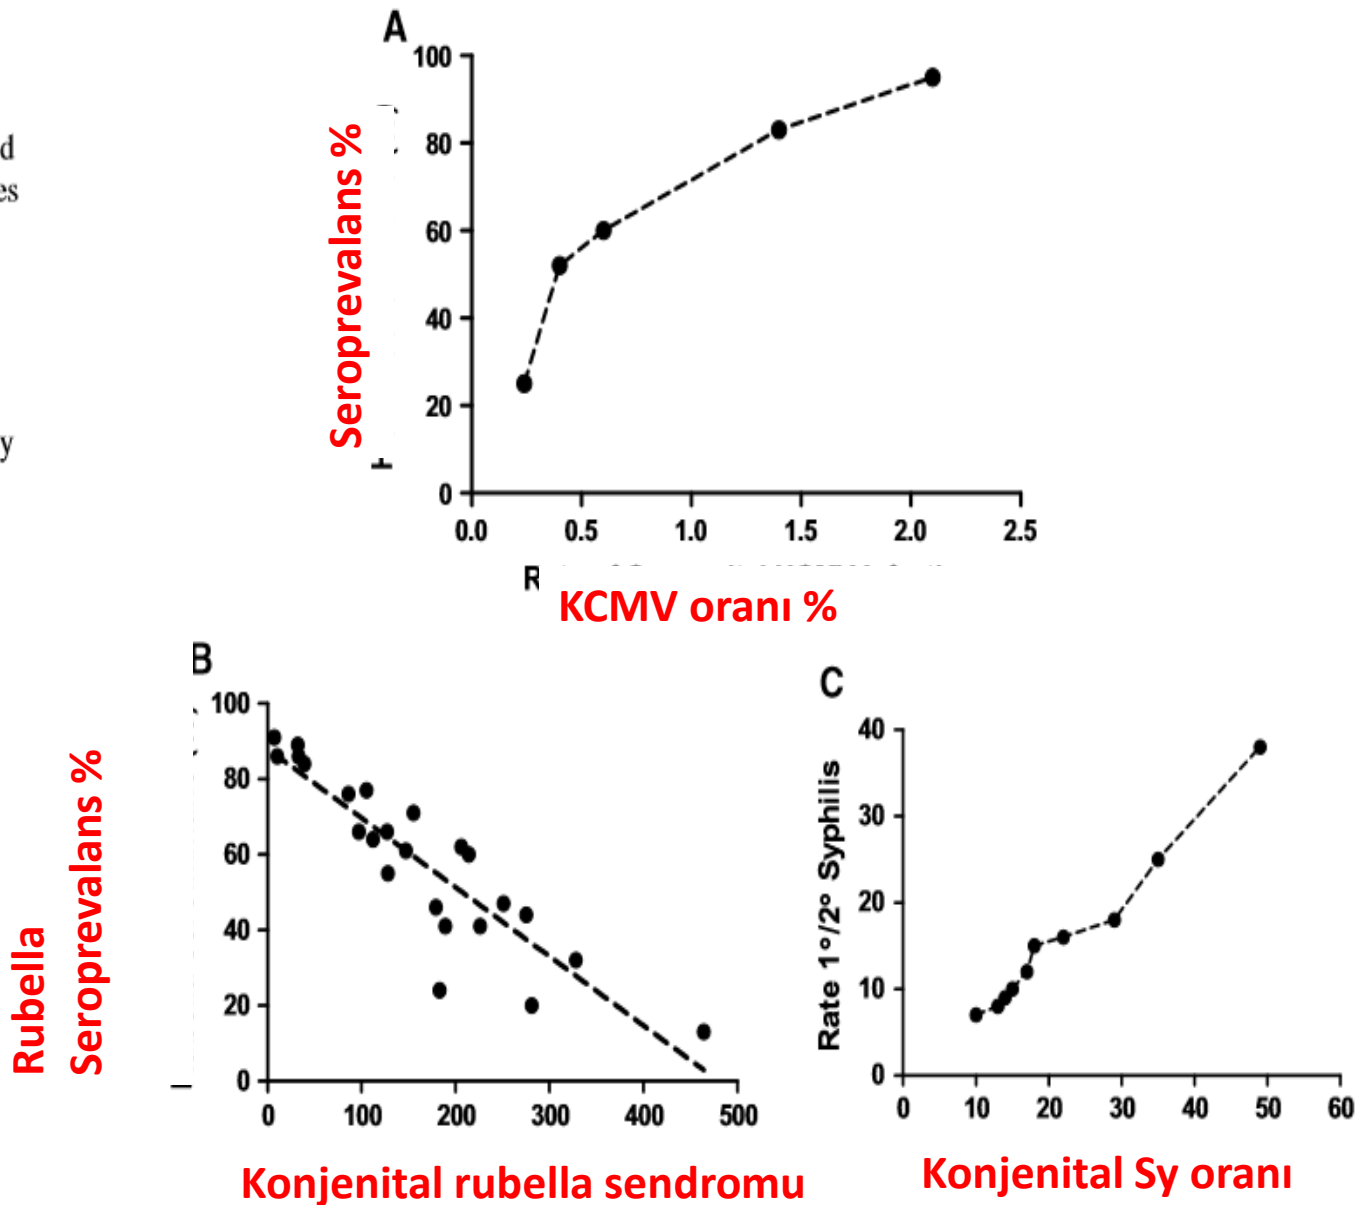 A
100
80
60
40
20
0
Seroprevalans %
0.0 0.5 1.0 1.5 2.0 2.5
R
KCMV oranı %
d
es
y
B
100
80
60
40
20
0
Rubella
Seroprevalans %
0 100 200 300 400 500
Konjenital rubella sendromu
C
40
30
20
10
0
Rate 1°/2° Syphilis
0 10 20 30 40 50 60
Konjenital Sy oranı